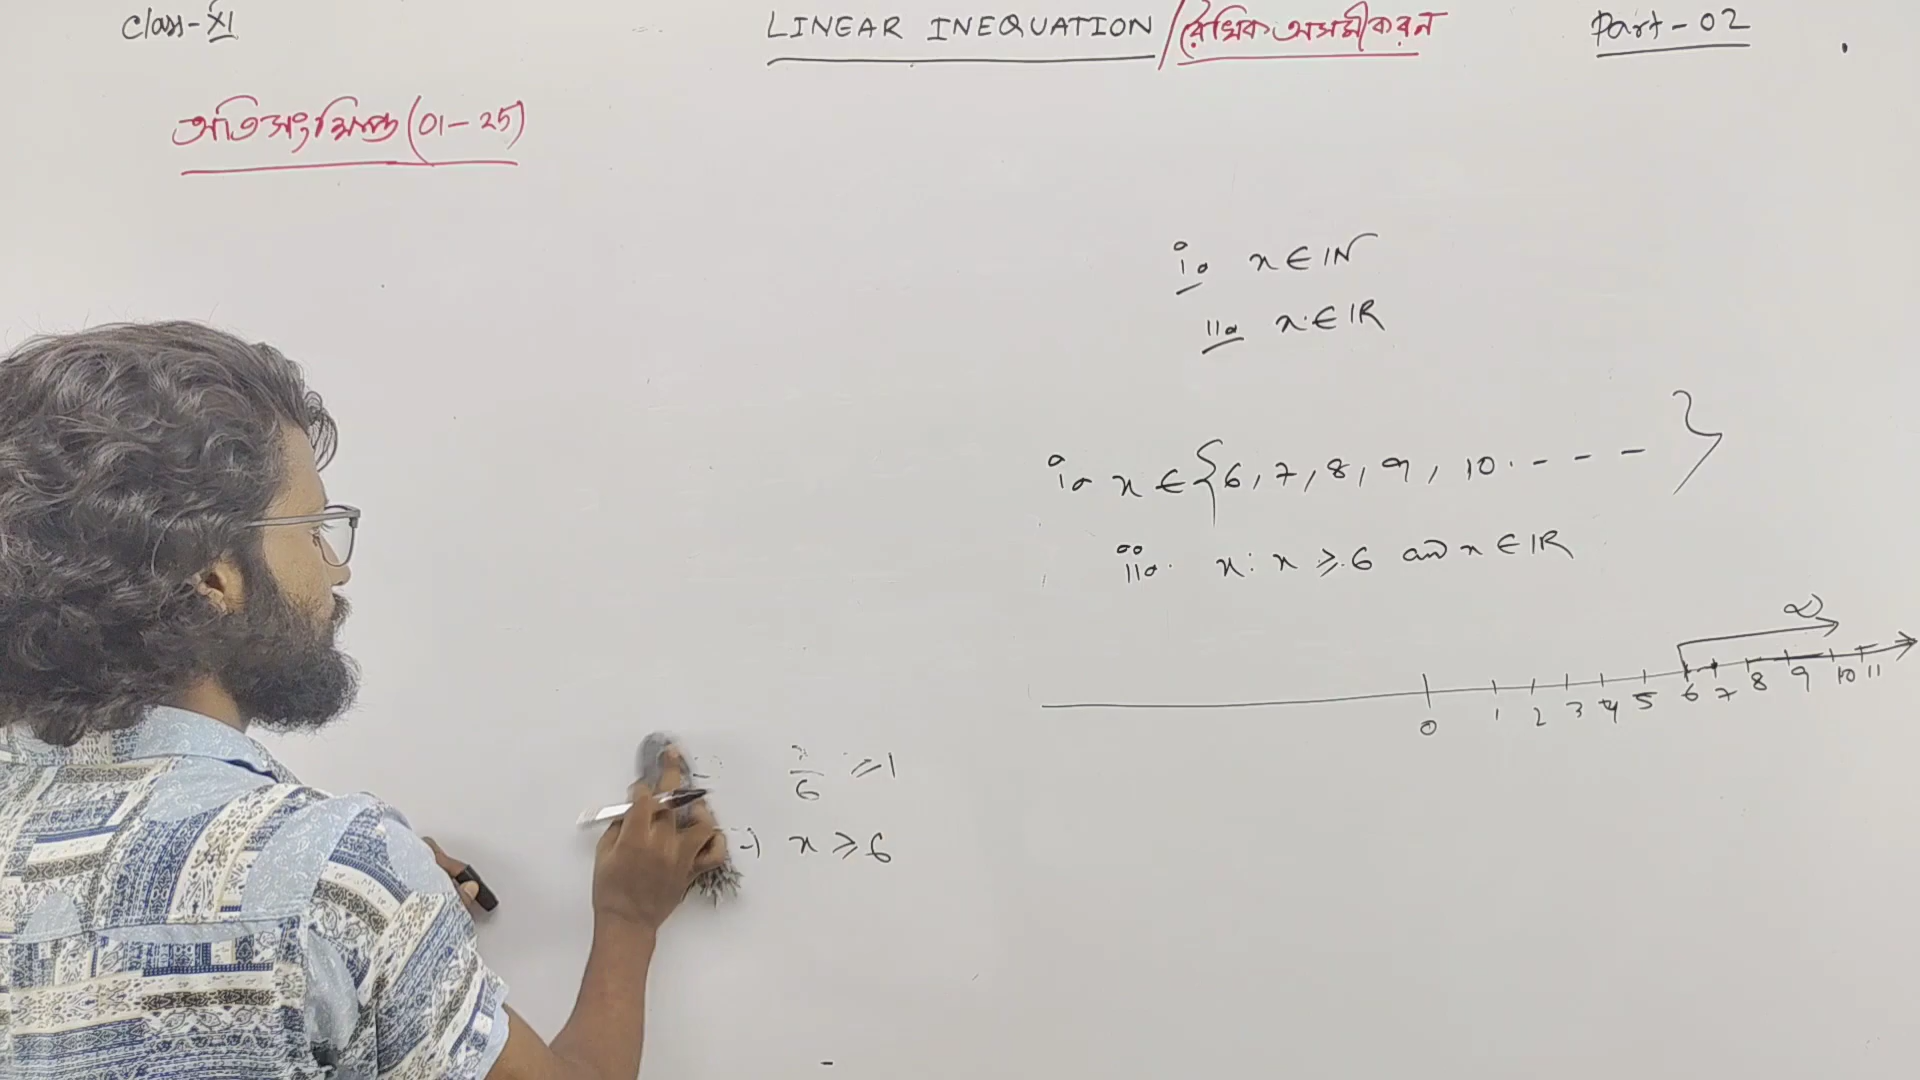 Class-XI
LINEAR INEQUATION/রৈখিক অসমীকরন
Part-02
অতিসংক্ষিপ্ত (01-25)
i. x ∈ IN
ii. x ∈ IR
i. x ∈ {6, 7, 8, 9, 10 - - - }
ii. x : x ≥ 6 and x ∈ IR
0 1 2 3 4 5 6 7 8 9 10 11
x/6 ≥ 1
⇒ x ≥ 6